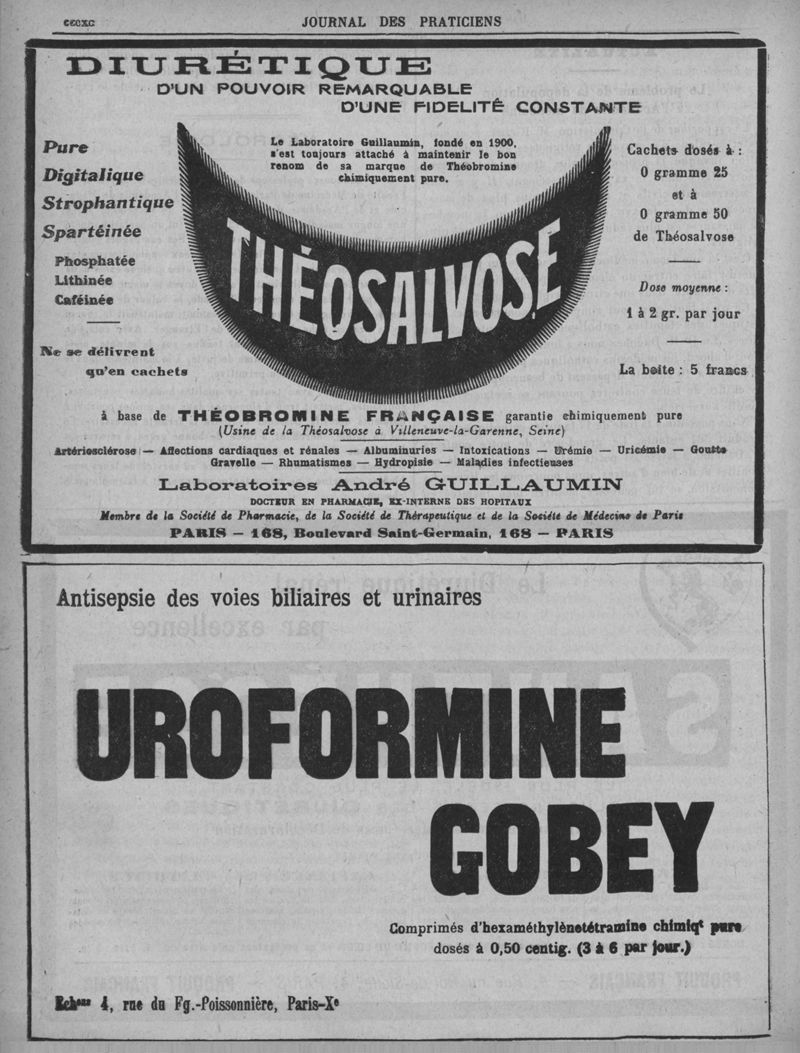 cccxc
JOURNAL DES PRATICIENS
DIURÉTIQUE
D'UN POUVOIR REMARQUABLE
D'UNE FIDELITÉ CONSTANTE
Pure
Digitalique
Strophantique
Spartéinée
Phosphatée
Lithinée
Caféinée
Ne se délivrent
qu'en cachets
Le Laboratoire Guillaumin, fondé en 1900,
s'est toujours attaché à maintenir le bon
renom de sa marque de Théobromine
chimiquement pure.
THÉOSALVOSE
Cachets dosés à :
0 gramme 25
et à
0 gramme 50
de Théosalvose
Dose moyenne :
1 à 2 gr. par jour
La boite : 5 francs
à base de THÉOBROMINE FRANÇAISE garantie chimiquement pure
(Usine de la Théosalvose à Villeneuve-la-Garenne, Seine)
Artériosclérose — Affections cardiaques et rénales — Albuminuries — Intoxications — Urémie — Uricémie — Goutte
Gravelle — Rhumatismes — Hydropisie — Maladies infectieuses
Laboratoires André GUILLAUMIN
DOCTEUR EN PHARMACIE, EX-INTERNE DES HOPITAUX
Membre de la Société de Pharmacie, de la Société de Thérapeutique et de la Société de Médecine de Paris
PARIS — 168, Boulevard Saint-Germain, 168 — PARIS
Antisepsie des voies biliaires et urinaires
UROFORMINE
GOBEY
Comprimés d'hexaméthylènetétramine chimiqt pure
dosés à 0,50 centig. (3 à 6 par jour.)
Echons 4, rue du Fg.-Poissonnière, Paris-Xe